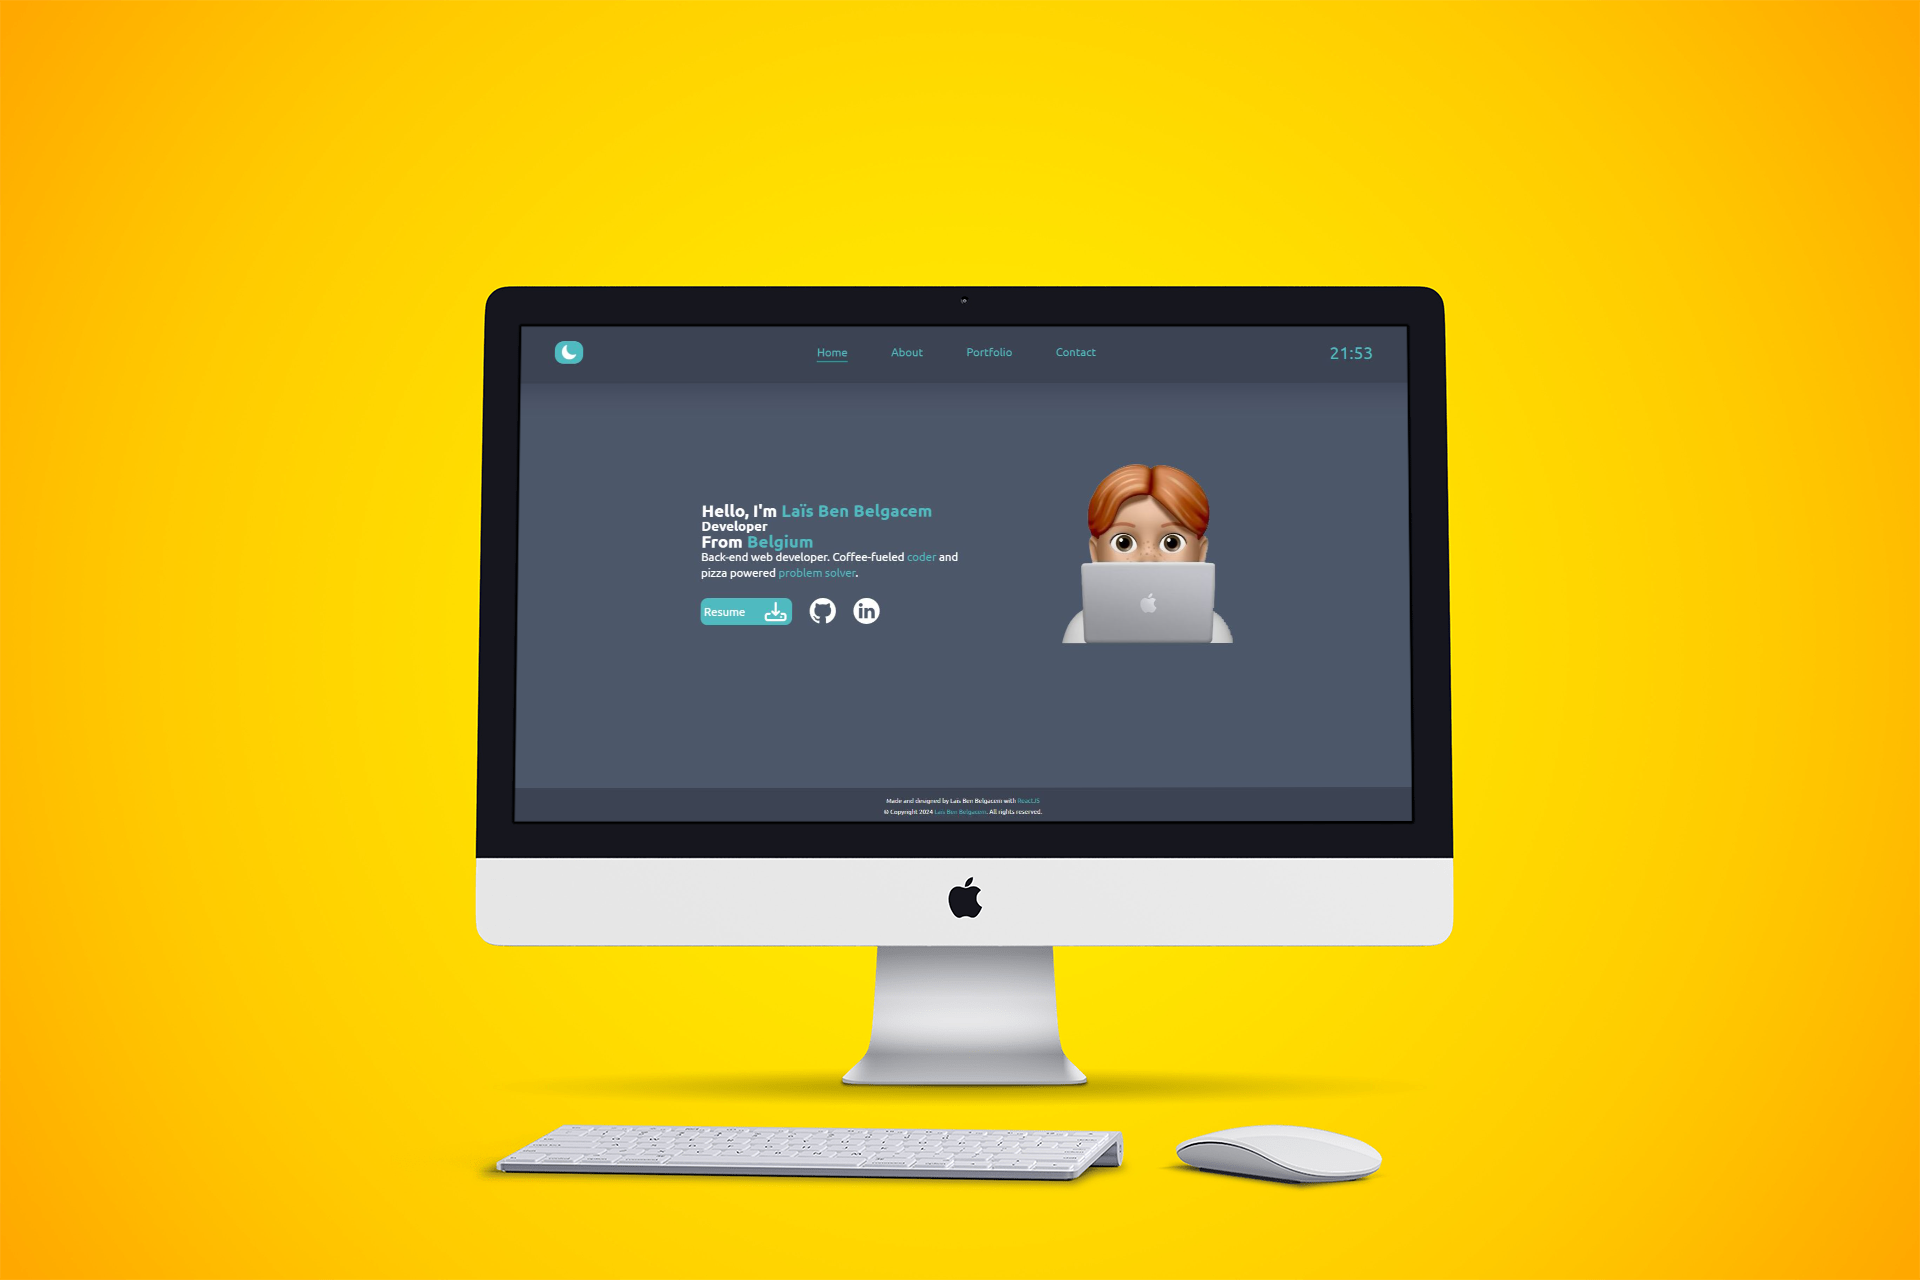 Home About Portfolio Contact 21:53
Hello, I'm Laïs Ben Belgacem
Developer
From Belgium
Back-end web developer. Coffee-fueled coder and
pizza powered problem solver.
Resume
in
Made and designed by Laïs Ben Belgacem with ReactJS
© Copyright 2024 Laïs Ben Belgacem. All rights reserved.